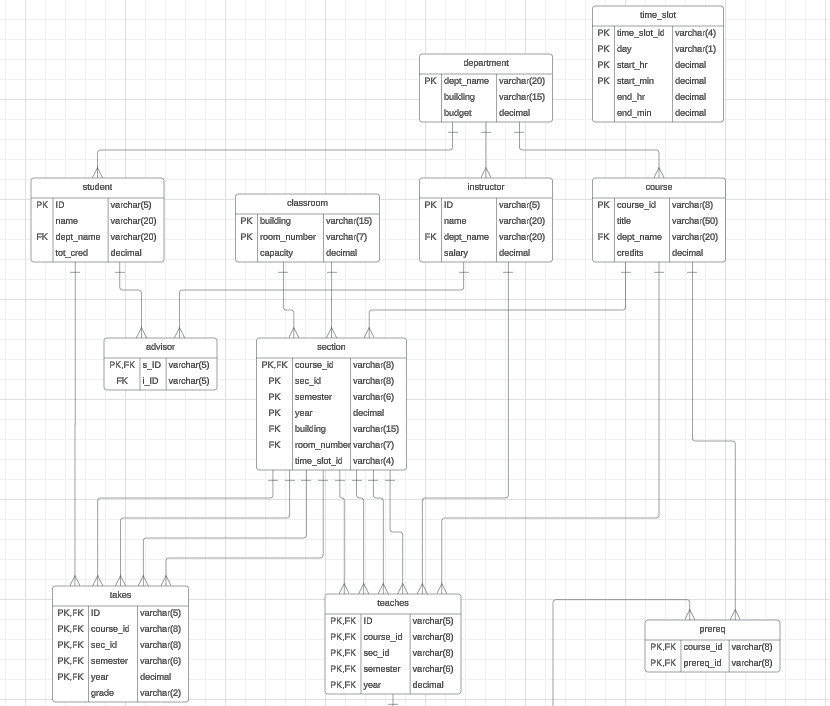 time_slot
PK time_slot_id varchar(4)
PK day varchar(1)
PK start_hr decimal
PK start_min decimal
end_hr decimal
end_min decimal
department
PK dept_name varchar(20)
building varchar(15)
budget decimal
student
PK ID varchar(5)
name varchar(20)
FK dept_name varchar(20)
tot_cred decimal
classroom
PK building varchar(15)
PK room_number varchar(7)
capacity decimal
instructor
PK ID varchar(5)
name varchar(20)
FK dept_name varchar(20)
salary decimal
course
PK course_id varchar(8)
title varchar(50)
FK dept_name varchar(20)
credits decimal
advisor
PK,FK s_ID varchar(5)
FK i_ID varchar(5)
section
PK,FK course_id varchar(8)
PK sec_id varchar(8)
PK semester varchar(6)
PK year decimal
FK building varchar(15)
FK room_number varchar(7)
time_slot_id varchar(4)
takes
PK,FK ID varchar(5)
PK,FK course_id varchar(8)
PK,FK sec_id varchar(8)
PK,FK semester varchar(6)
PK,FK year decimal
grade varchar(2)
teaches
PK,FK ID varchar(5)
PK,FK course_id varchar(8)
PK,FK sec_id varchar(8)
PK,FK semester varchar(6)
PK,FK year decimal
prereq
PK,FK course_id varchar(8)
PK,FK prereq_id varchar(8)